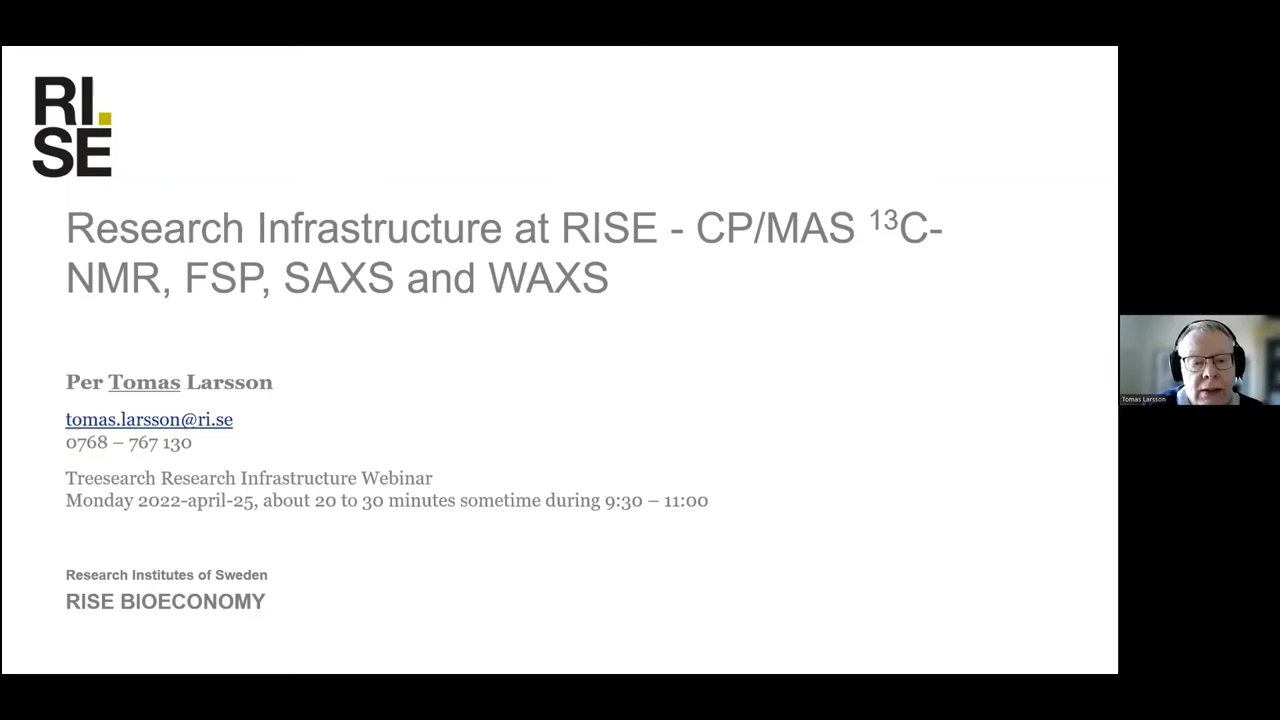 RI.
SE
Research Infrastructure at RISE - CP/MAS ¹³C-
NMR, FSP, SAXS and WAXS
Per Tomas Larsson
tomas.larsson@ri.se
0768 – 767 130
Treesearch Research Infrastructure Webinar
Monday 2022-april-25, about 20 to 30 minutes sometime during 9:30 – 11:00
Research Institutes of Sweden
RISE BIOECONOMY
Tomas Larsson